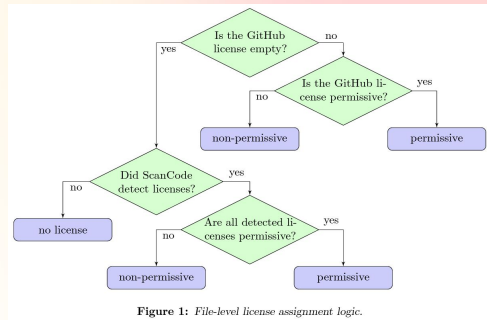 Is the GitHub
license empty?
yes
no
Is the GitHub li-
cense permissive?
no
yes
non-permissive
permissive
Did ScanCode
detect licenses?
no
yes
no license
Are all detected li-
censes permissive?
no
yes
non-permissive
permissive
Figure 1: File-level license assignment logic.